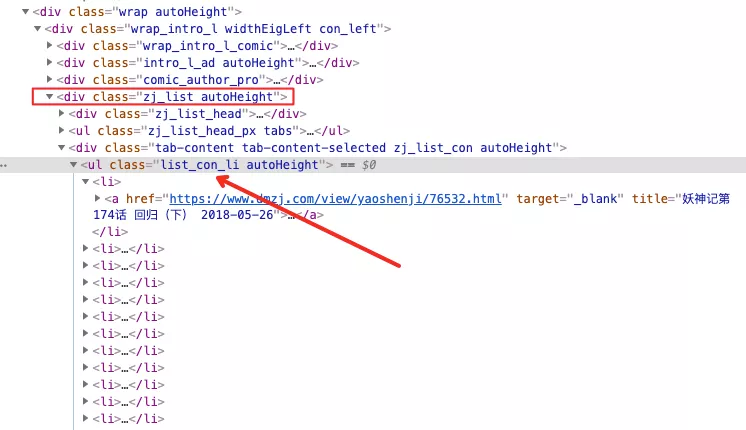 ▼<div class="wrap autoHeight">
▼<div class="wrap_intro_l widthEigLeft con_left">
▶<div class="wrap_intro_l_comic">…</div>
▶<div class="intro_l_ad autoHeight">…</div>
▶<div class="comic_author_pro">…</div>
▼<div class="zj_list autoHeight">
▶<div class="zj_list_head">…</div>
▶<ul class="zj_list_head_px tabs">…</ul>
▼<div class="tab-content tab-content-selected zj_list_con autoHeight">
▼<ul class="list_con_li autoHeight"> == $0
▼<li>
▶<a href="https://www.dmzj.com/view/yaoshenji/76532.html" target="_blank" title="妖神记第
174话 回归（下） 2018-05-26">…</a>
</li>
▶<li>…</li>
▶<li>…</li>
▶<li>…</li>
▶<li>…</li>
▶<li>…</li>
▶<li>…</li>
▶<li>…</li>
▶<li>…</li>
▶<li>…</li>
▶<li>…</li>
▶<li>…</li>